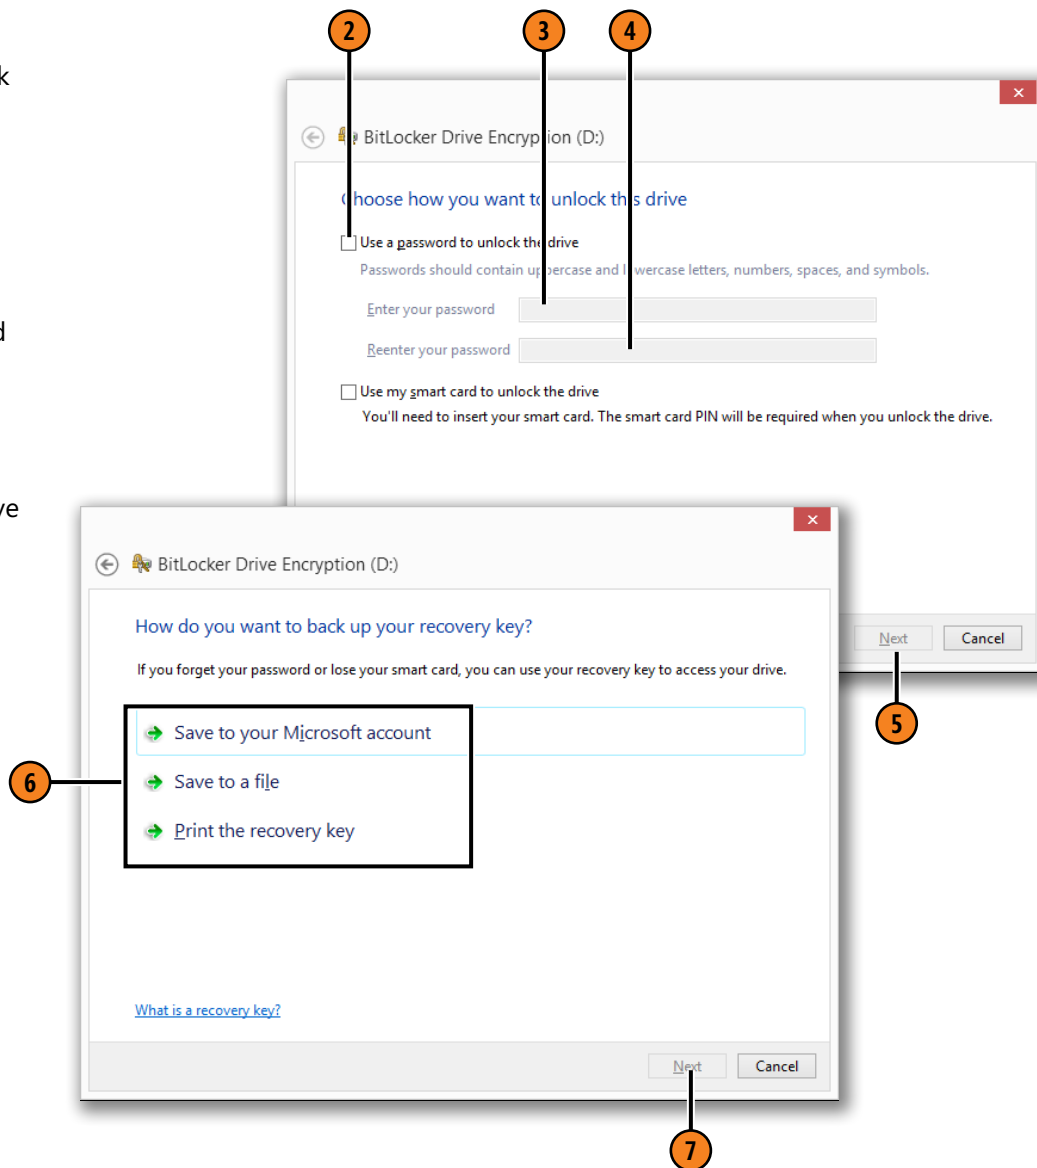 2
3
4
BitLocker Drive Encryption (D:)
Choose how you want to unlock this drive
Use a password to unlock the drive
Passwords should contain uppercase and lowercase letters, numbers, spaces, and symbols.
Enter your password
Reenter your password
Use my smart card to unlock the drive
You'll need to insert your smart card. The smart card PIN will be required when you unlock the drive.
Next
Cancel
5
BitLocker Drive Encryption (D:)
How do you want to back up your recovery key?
If you forget your password or lose your smart card, you can use your recovery key to access your drive.
6
Save to your Microsoft account
Save to a file
Print the recovery key
What is a recovery key?
Next
Cancel
7